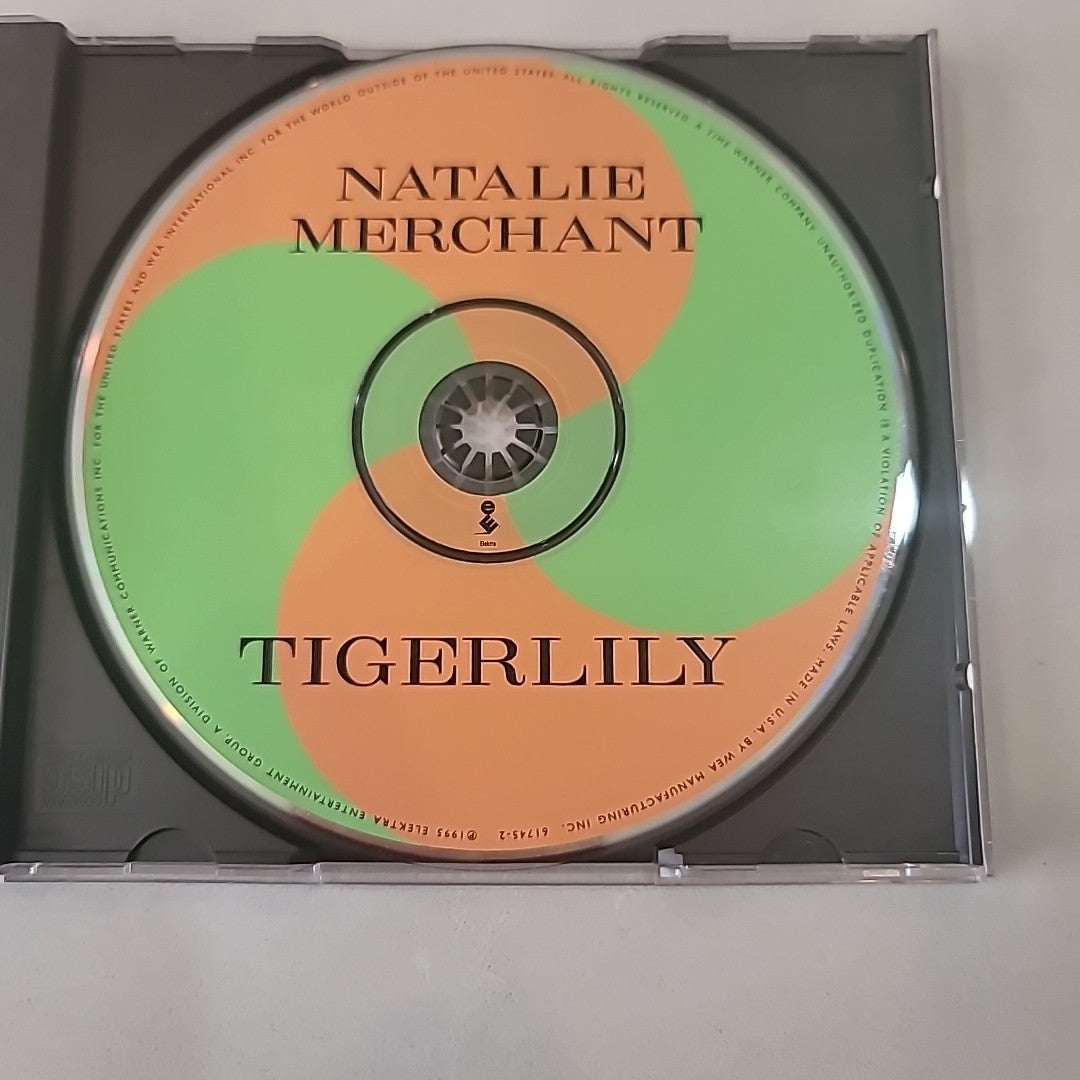 NATALIE
MERCHANT
TIGERLILY
Elektra
℗ 1995 ELEKTRA ENTERTAINMENT GROUP, A DIVISION OF WARNER COMMUNICATIONS INC. FOR THE UNITED STATES AND WEA INTERNATIONAL INC. FOR THE WORLD OUTSIDE OF THE UNITED STATES. ALL RIGHTS RESERVED. A TIME WARNER COMPANY. UNAUTHORIZED DUPLICATION IS A VIOLATION OF APPLICABLE LAWS. MADE IN U.S.A. BY WEA MANUFACTURING INC. 61745-2